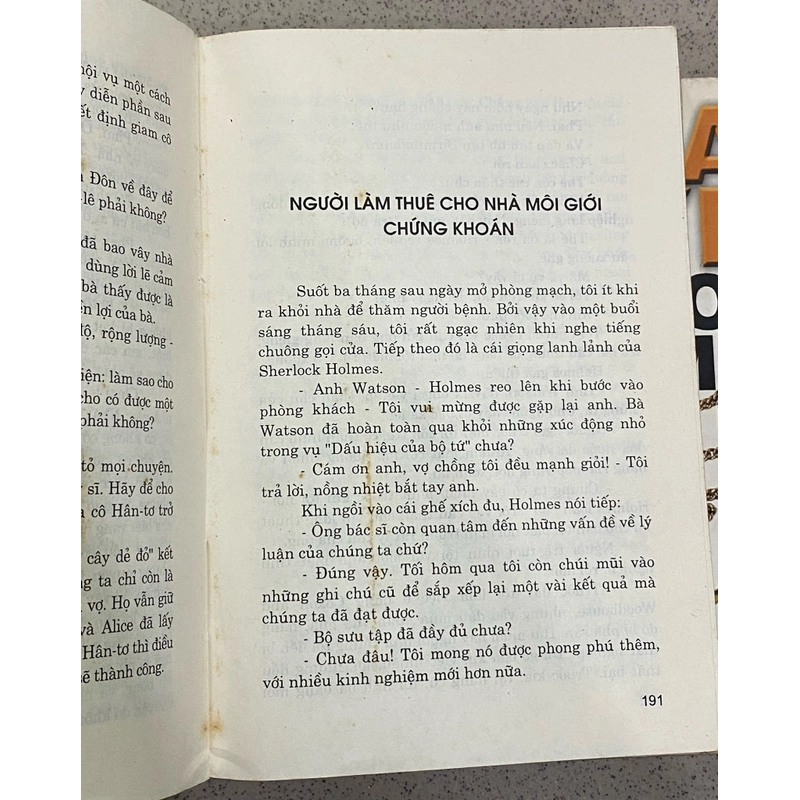 nội vụ một cách
diễn phần sau
định giam cô
Đôn về đây để
lê phải không?
đã bao vây nhà
dùng lời lẽ cảm
bà thấy được là
lợi của bà.
độ, rộng lượng -
làm sao cho
cho có được một
phải không?
tỏ mọi chuyện.
sĩ. Hãy để cho
cô Hân-tơ trở
cây dẻ đỏ" kết
ta chỉ còn là
vợ. Họ vẫn giữ
và Alice đã lấy
Hân-tơ thì điều
sẽ thành công.
NGƯỜI LÀM THUÊ CHO NHÀ MÔI GIỚI
CHỨNG KHOÁN
Suốt ba tháng sau ngày mở phòng mạch, tôi ít khi
ra khỏi nhà để thăm người bệnh. Bởi vậy vào một buổi
sáng tháng sáu, tôi rất ngạc nhiên khi nghe tiếng
chuông gọi cửa. Tiếp theo đó là cái giọng lanh lảnh của
Sherlock Holmes.
- Anh Watson - Holmes reo lên khi bước vào
phòng khách - Tội vui mừng được gặp lại anh. Bà
Watson đã hoàn toàn qua khỏi những xúc động nhỏ
trong vụ "Dấu hiệu của bộ tứ" chưa?
- Cám ơn anh, vợ chồng tôi đều mạnh giỏi! - Tôi
trả lời, nồng nhiệt bắt tay anh.
Khi ngồi vào cái ghế xích đu, Holmes nói tiếp:
- Ông bác sĩ còn quan tâm đến những vấn đề về lý
luận của chúng ta chứ?
- Đúng vậy. Tối hôm qua tôi còn chúi mũi vào
những ghi chú cũ để sắp xếp lại một vài kết quả mà
chúng ta đã đạt được.
- Bộ sưu tập đã đầy đủ chưa?
- Chưa đâu! Tôi mong nó được phong phú thêm,
với nhiều kinh nghiệm mới hơn nữa.
191